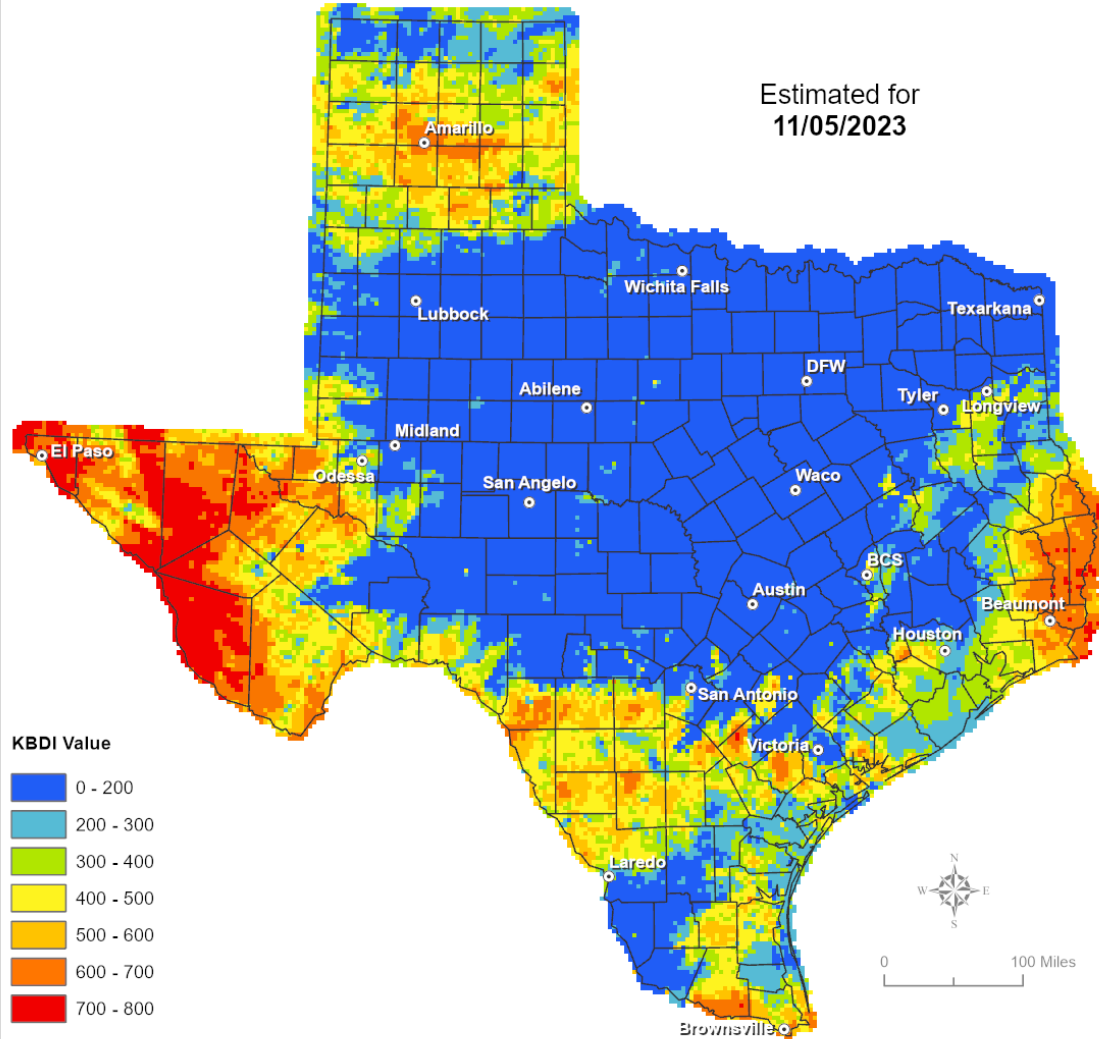 Estimated for
11/05/2023
Amarillo
Wichita Falls
Lubbock
Texarkana
DFW
Abilene
Tyler
Longview
Midland
El Paso
Odessa
San Angelo
Waco
BCS
Austin
Beaumont
Houston
San Antonio
Victoria
Laredo
Brownsville
KBDI Value
0 - 200
200 - 300
300 - 400
400 - 500
500 - 600
600 - 700
700 - 800
N
W E
S
0 100 Miles